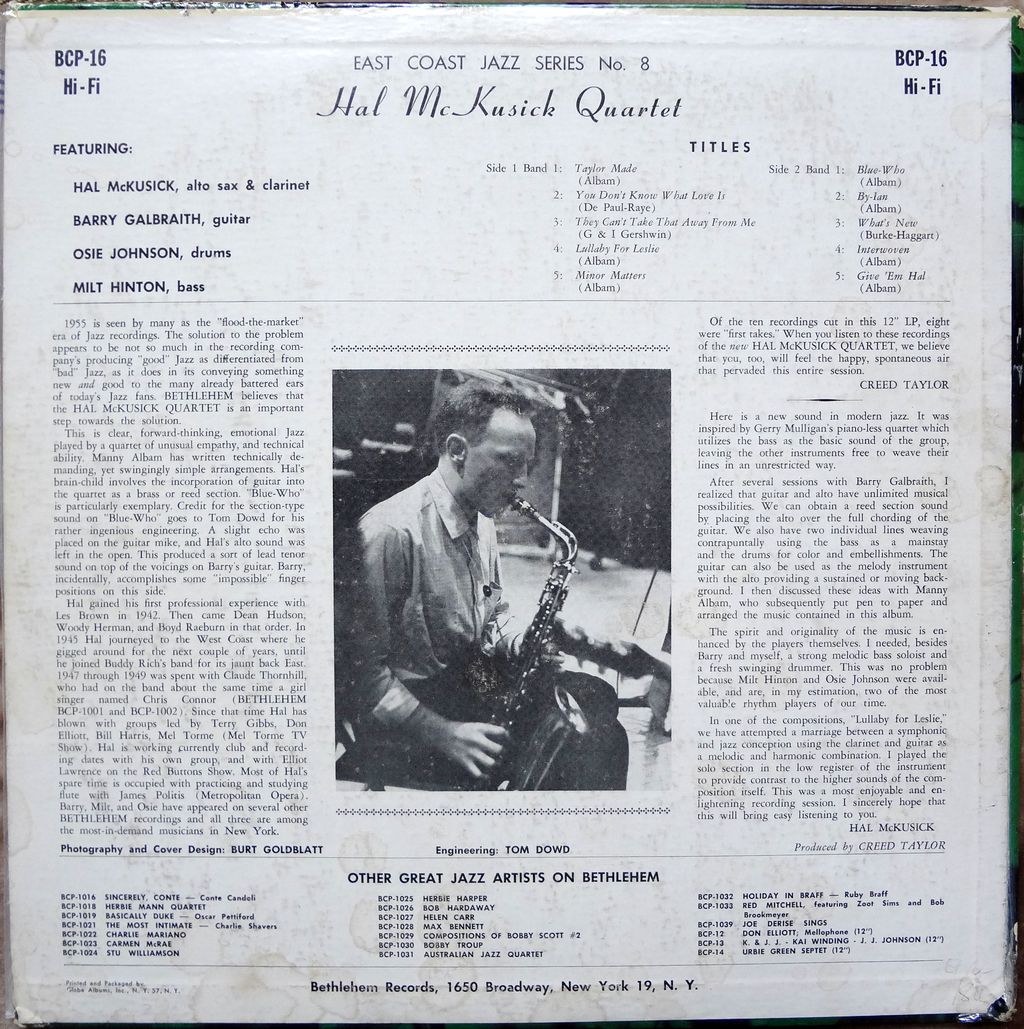 BCP-16
Hi-Fi
EAST COAST JAZZ SERIES No. 8
Hal McKusick Quartet
BCP-16
Hi-Fi
FEATURING:
HAL McKUSICK, alto sax & clarinet
BARRY GALBRAITH, guitar
OSIE JOHNSON, drums
MILT HINTON, bass
TITLES
Side 1 Band 1: Taylor Made
(Albam)
2: You Don't Know What Love Is
(De Paul-Raye)
3: They Can't Take That Away From Me
(G & I Gershwin)
4: Lullaby For Leslie
(Albam)
5: Minor Matters
(Albam)
Side 2 Band 1: Blue-Who
(Albam)
2: By-Ian
(Albam)
3: What's New
(Burke-Haggart)
4: Interwoven
(Albam)
5: Give 'Em Hal
(Albam)
1955 is seen by many as the "flood-the-market"
era of Jazz recordings. The solution to the problem
appears to be not so much in the recording com-
pany's producing "good" Jazz as differentiated from
"bad" Jazz, as it does in its conveying something
new and good to the many already battered ears
of today's Jazz fans. BETHLEHEM believes that
the HAL McKUSICK QUARTET is an important
step towards the solution.
This is clear, forward-thinking, emotional Jazz
played by a quartet of unusual empathy, and technical
ability. Manny Albam has written technically de-
manding, yet swingingly simple arrangements. Hal's
brain-child involves the incorporation of guitar into
the quartet as a brass or reed section. "Blue-Who"
is particularly exemplary. Credit for the section-type
sound on "Blue-Who" goes to Tom Dowd for his
rather ingenious engineering. A slight echo was
placed on the guitar mike, and Hal's alto sound was
left in the open. This produced a sort of lead tenor
sound on top of the voicings on Barry's guitar. Barry,
incidentally, accomplishes some "impossible" finger
positions on this side.
Hal gained his first professional experience with
Les Brown in 1942. Then came Dean Hudson,
Woody Herman, and Boyd Raeburn in that order. In
1945 Hal journeyed to the West Coast where he
gigged around for the next couple of years, until
he joined Buddy Rich's band for its jaunt back East.
1947 through 1949 was spent with Claude Thornhill,
who had on the band about the same time a girl
singer named Chris Connor (BETHLEHEM
BCP-1001 and BCP-1002). Since that time Hal has
blown with groups led by Terry Gibbs, Don
Elliott, Bill Harris, Mel Torme (Mel Torme TV
Show). Hal is working currently club and record-
ing dates with his own group, and with Elliot
Lawrence on the Red Buttons Show. Most of Hal's
spare time is occupied with practicing and studying
flute with James Politis (Metropolitan Opera).
Barry, Milt, and Osie have appeared on several other
BETHLEHEM recordings and all three are among
the most-in-demand musicians in New York.
Of the ten recordings cut in this 12" LP, eight
were "first takes." When you listen to these recordings
of the new HAL McKUSICK QUARTET, we believe
that you, too, will feel the happy, spontaneous air
that pervaded this entire session.
CREED TAYLOR
Here is a new sound in modern jazz. It was
inspired by Gerry Mulligan's piano-less quartet which
utilizes the bass as the basic sound of the group,
leaving the other instruments free to weave their
lines in an unrestricted way.
After several sessions with Barry Galbraith, I
realized that guitar and alto have unlimited musical
possibilities. We can obtain a reed section sound
by placing the alto over the full chording of the
guitar. We also have two individual lines weaving
contrapuntally using the bass as a mainstay
and the drums for color and embellishments. The
guitar can also be used as the melody instrument
with the alto providing a sustained or moving back-
ground. I then discussed these ideas with Manny
Albam, who subsequently put pen to paper and
arranged the music contained in this album.
The spirit and originality of the music is en-
hanced by the players themselves. I needed, besides
Barry and myself, a strong melodic bass soloist and
a fresh swinging drummer. This was no problem
because Milt Hinton and Osie Johnson were avail-
able, and are, in my estimation, two of the most
valuable rhythm players of our time.
In one of the compositions, "Lullaby for Leslie,"
we have attempted a marriage between a symphonic
and jazz conception using the clarinet and guitar as
a melodic and harmonic combination. I played the
solo section in the low register of the instrument
to provide contrast to the higher sounds of the com-
position itself. This was a most enjoyable and en-
lightening recording session. I sincerely hope that
this will bring easy listening to you.
HAL McKUSICK
Photography and Cover Design: BURT GOLDBLATT
Engineering: TOM DOWD
Produced by CREED TAYLOR
OTHER GREAT JAZZ ARTISTS ON BETHLEHEM
BCP-1016 SINCERELY, CONTE — Conte Candoli
BCP-1018 HERBIE MANN QUARTET
BCP-1019 BASICALLY DUKE — Oscar Pettiford
BCP-1021 THE MOST INTIMATE — Charlie Shavers
BCP-1022 CHARLIE MARIANO
BCP-1023 CARMEN McRAE
BCP-1024 STU WILLIAMSON
BCP-1025 HERBIE HARPER
BCP-1026 BOB HARDAWAY
BCP-1027 HELEN CARR
BCP-1028 MAX BENNETT
BCP-1029 COMPOSITIONS OF BOBBY SCOTT #2
BCP-1030 BOBBY TROUP
BCP-1031 AUSTRALIAN JAZZ QUARTET
BCP-1032 HOLIDAY IN BRAFF — Ruby Braff
BCP-1033 RED MITCHELL, featuring Zoot Sims and Bob
Brookmeyer
BCP-1039 JOE DERISE SINGS
BCP-12 DON ELLIOTT; Mellophone (12")
BCP-13 K. & J. J. - KAI WINDING - J. J. JOHNSON (12")
BCP-14 URBIE GREEN SEPTET (12")
Printed and Packaged by
Globe Albums, Inc., N. Y. 57, N. Y.
Bethlehem Records, 1650 Broadway, New York 19, N. Y.